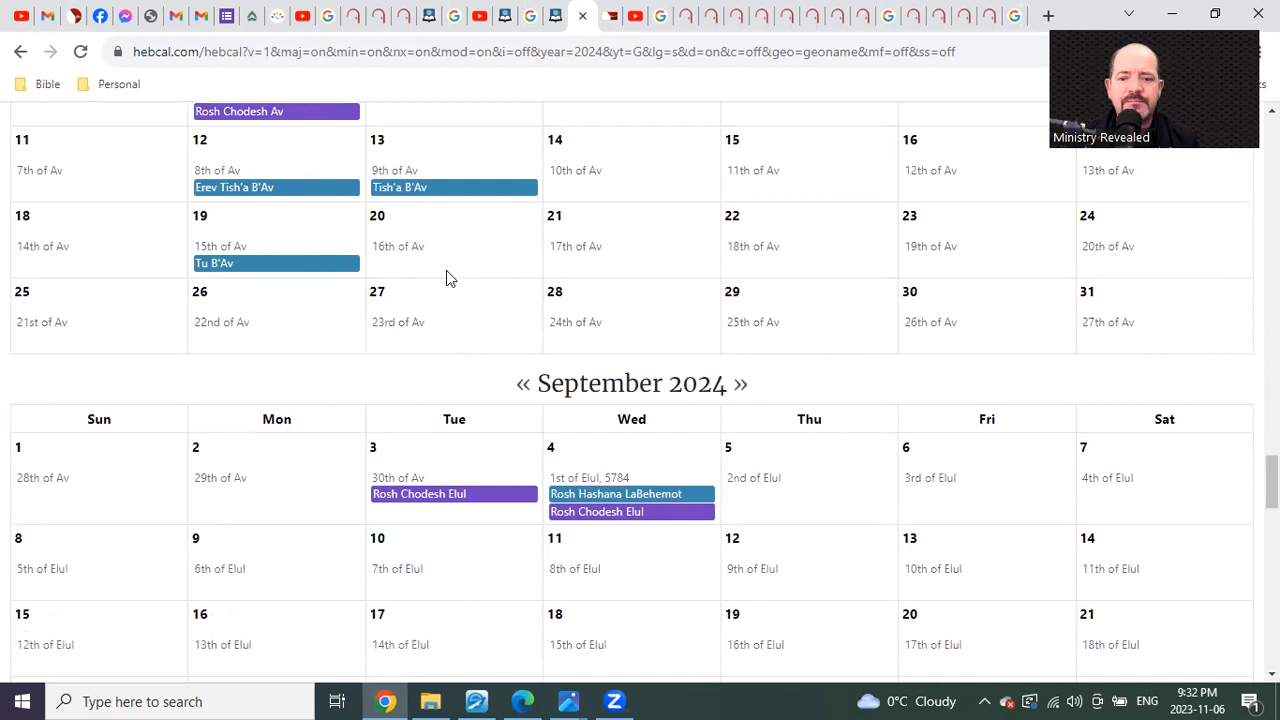 hebcal.com/hebcal?v=1&maj=on&min=on&nx=on&mod=on&i=off&year=2024&yt=G&lg=s&d=on&c=off&geo=geoname&mf=off&ss=off
Bible Personal
Ministry Revealed
Rosh Chodesh Av
11 12 13 14 15 16
7th of Av 8th of Av 9th of Av 10th of Av 11th of Av 12th of Av 13th of Av
Erev Tish'a B'Av Tish'a B'Av
18 19 20 21 22 23 24
14th of Av 15th of Av 16th of Av 17th of Av 18th of Av 19th of Av 20th of Av
Tu B'Av
25 26 27 28 29 30 31
21st of Av 22nd of Av 23rd of Av 24th of Av 25th of Av 26th of Av 27th of Av
« September 2024 »
Sun Mon Tue Wed Thu Fri Sat
1 2 3 4 5 6 7
28th of Av 29th of Av 30th of Av 1st of Elul, 5784 2nd of Elul 3rd of Elul 4th of Elul
Rosh Chodesh Elul Rosh Hashana LaBehemot
Rosh Chodesh Elul
8 9 10 11 12 13 14
5th of Elul 6th of Elul 7th of Elul 8th of Elul 9th of Elul 10th of Elul 11th of Elul
15 16 17 18 19 20 21
12th of Elul 13th of Elul 14th of Elul 15th of Elul 16th of Elul 17th of Elul 18th of Elul
Type here to search
0°C Cloudy
ENG
9:32 PM
2023-11-06